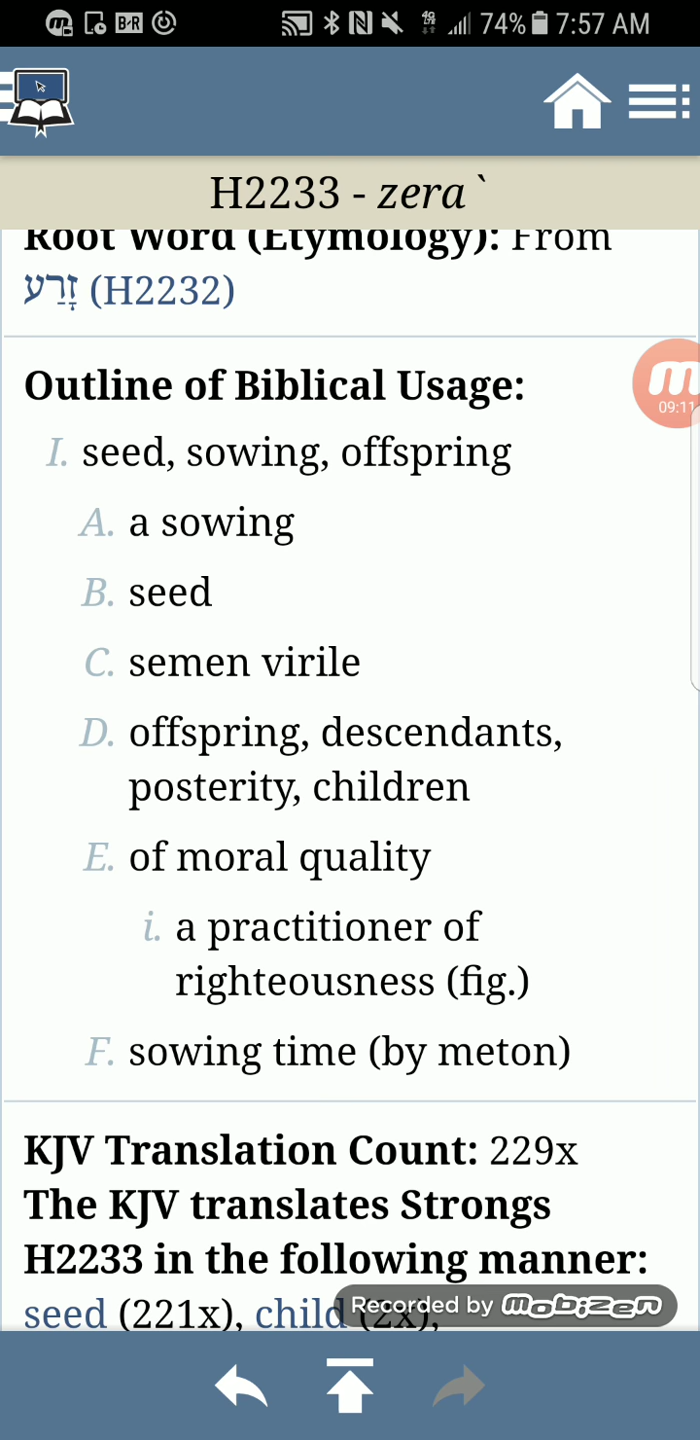 74% 7:57 AM
H2233 - zera`
Root Word (Etymology): From
זָרַע (H2232)
Outline of Biblical Usage:
09:11
I. seed, sowing, offspring
A. a sowing
B. seed
C. semen virile
D. offspring, descendants,
posterity, children
E. of moral quality
i. a practitioner of
righteousness (fig.)
F. sowing time (by meton)
KJV Translation Count: 229x
The KJV translates Strongs
H2233 in the following manner:
seed (221x), child (2x),
Recorded by mobizen